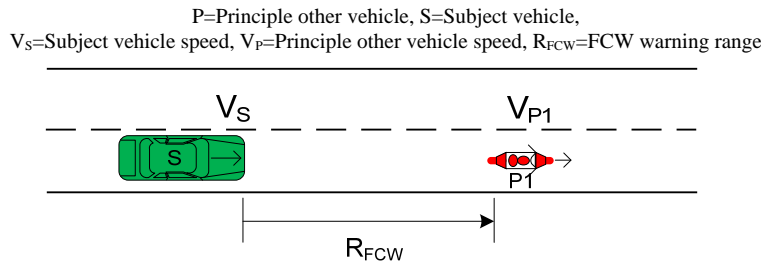 P=Principle other vehicle, S=Subject vehicle,
VS=Subject vehicle speed, VP=Principle other vehicle speed, RFCW=FCW warning range
VS VP1
S
P1
RFCW